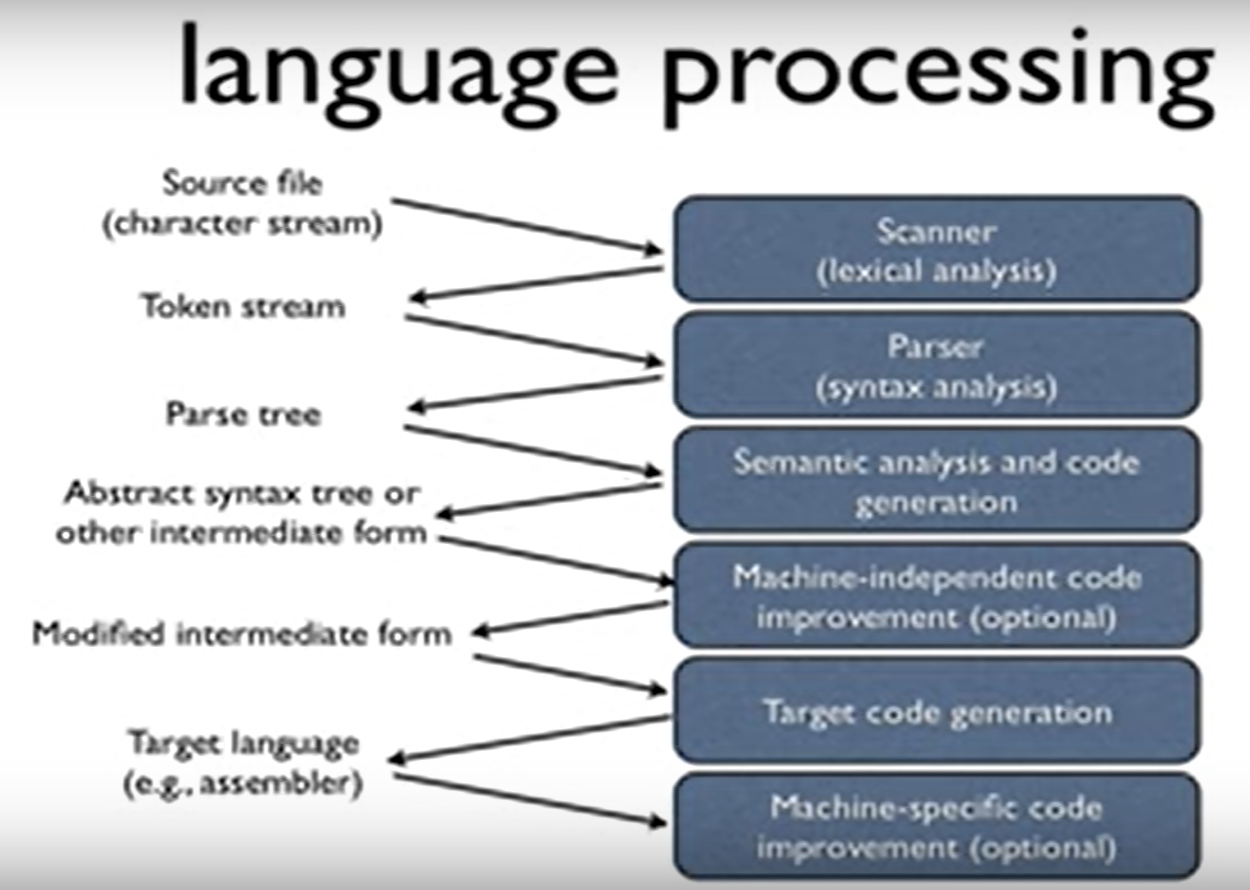 language processing
Source file
(character stream)
Scanner
(lexical analysis)
Token stream
Parser
(syntax analysis)
Parse tree
Semantic analysis and code
generation
Abstract syntax tree or
other intermediate form
Machine-independent code
improvement (optional)
Modified intermediate form
Target code generation
Target language
(e.g., assembler)
Machine-specific code
improvement (optional)